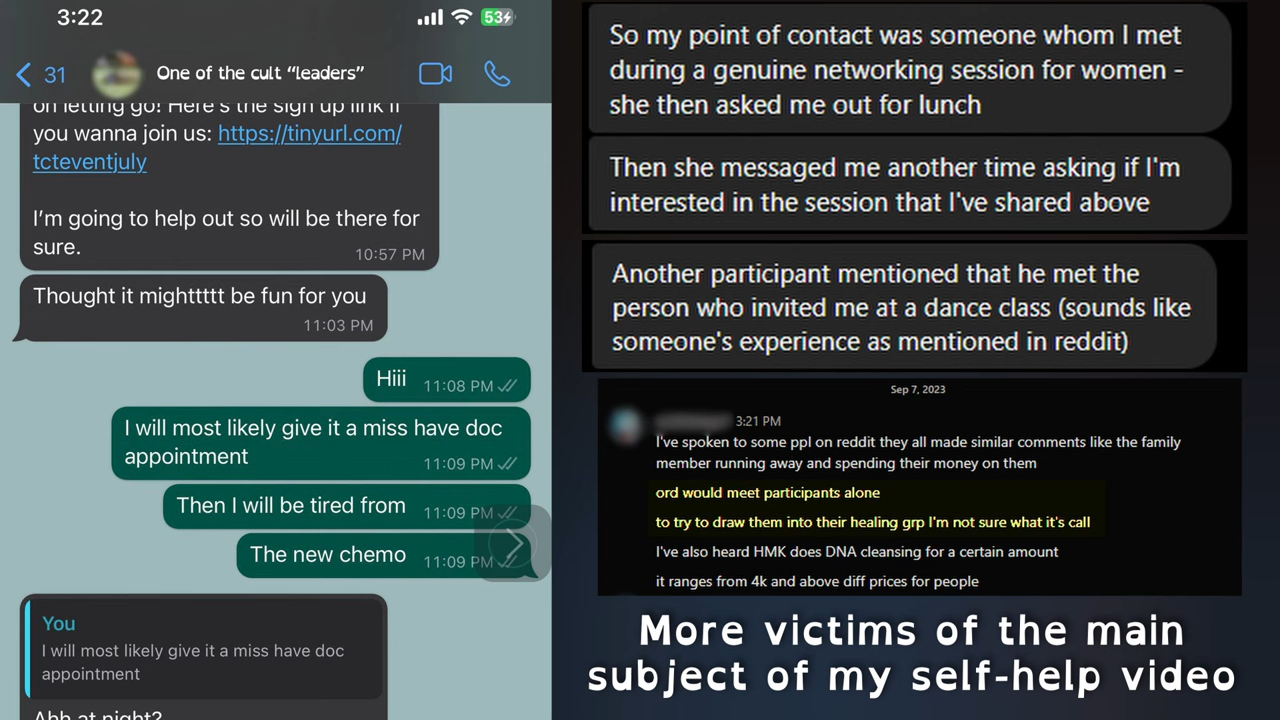 3:22
53
31
One of the cult “leaders”
on letting go! Here's the sign up link if
you wanna join us: https://tinyurl.com/
tcteventjuly
I'm going to help out so will be there for
sure.
10:57 PM
Thought it mightttt be fun for you
11:03 PM
Hiii 11:08 PM
I will most likely give it a miss have doc
appointment
11:09 PM
Then I will be tired from 11:09 PM
The new chemo 11:09 PM
You
I will most likely give it a miss have doc
appointment
Ahh at night?
So my point of contact was someone whom I met
during a genuine networking session for women -
she then asked me out for lunch
Then she messaged me another time asking if I'm
interested in the session that I've shared above
Another participant mentioned that he met the
person who invited me at a dance class (sounds like
someone's experience as mentioned in reddit)
Sep 7, 2023
3:21 PM
I've spoken to some ppl on reddit they all made similar comments like the family
member running away and spending their money on them
ord would meet participants alone
to try to draw them into their healing grp I'm not sure what it's call
I've also heard HMK does DNA cleansing for a certain amount
it ranges from 4k and above diff prices for people
More victims of the main
subject of my self-help video